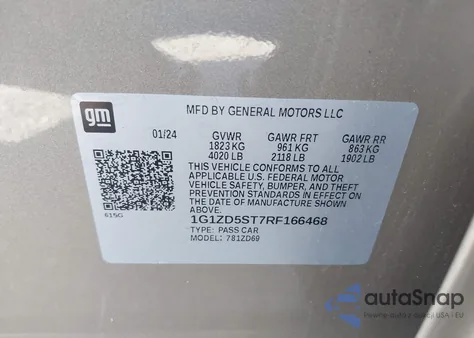 gm
MFD BY GENERAL MOTORS LLC
01/24 GVWR GAWR FRT GAWR RR
1823 KG 961 KG 863 KG
4020 LB 2118 LB 1902 LB
THIS VEHICLE CONFORMS TO ALL
APPLICABLE U.S. FEDERAL MOTOR
VEHICLE SAFETY, BUMPER, AND THEFT
PREVENTION STANDARDS IN EFFECT ON
THE DATE OF MANUFACTURE SHOWN
ABOVE.
615G
1G1ZD5ST7RF166468
TYPE: PASS CAR
MODEL: 781ZD69
autoSnap